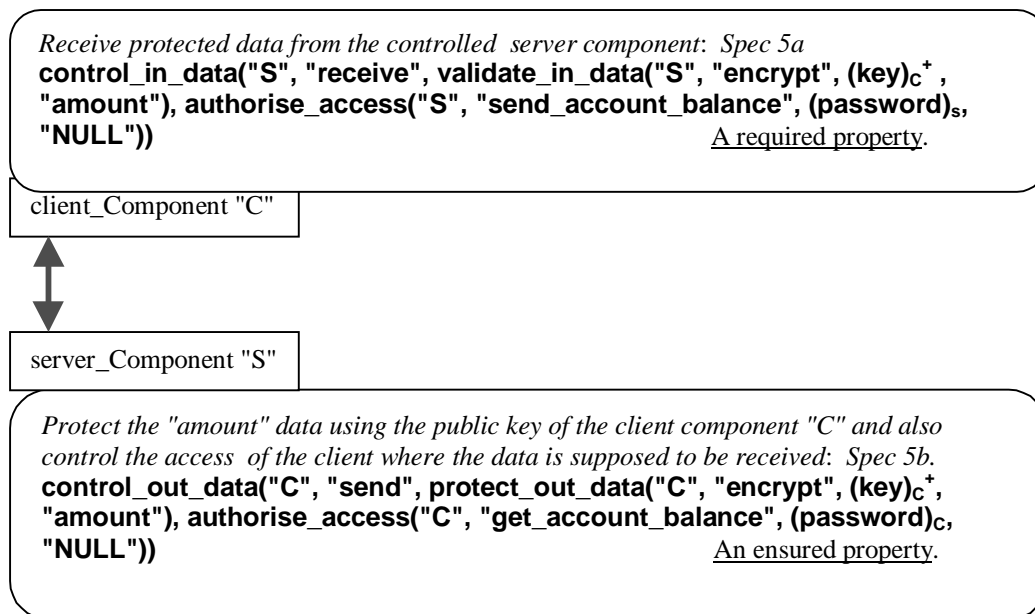 Receive protected data from the controlled server component: Spec 5a
control_in_data("S", "receive", validate_in_data("S", "encrypt", (key)C+ ,
"amount"), authorise_access("S", "send_account_balance", (password)s,
"NULL")) A required property.
client_Component "C"
server_Component "S"
Protect the "amount" data using the public key of the client component "C" and also
control the access of the client where the data is supposed to be received: Spec 5b.
control_out_data("C", "send", protect_out_data("C", "encrypt", (key)C+,
"amount"), authorise_access("C", "get_account_balance", (password)C,
"NULL")) An ensured property.